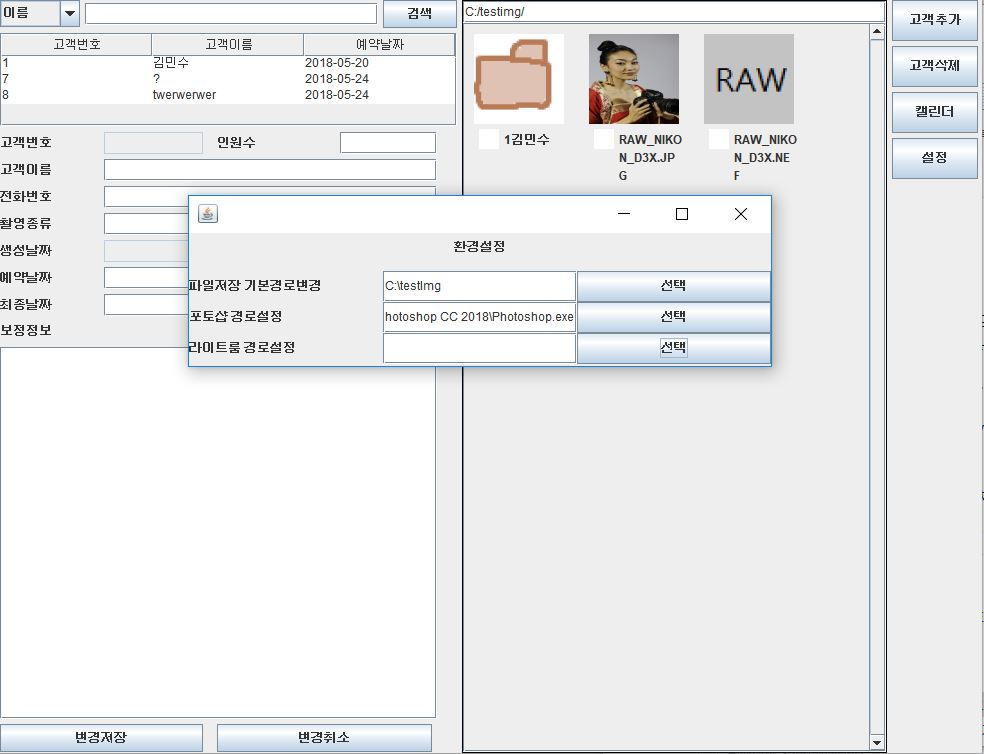 이름
검색
C:/testimg/
고객추가
고객번호 고객이름 예약날짜
1 김민수 2018-05-20
7 ? 2018-05-24
8 twerwerwer 2018-05-24
고객삭제
캘린더
설정
RAW
1김민수
RAW_NIKO
N_D3X.JP
G
RAW_NIKO
N_D3X.NE
F
고객번호 인원수
고객이름
전화번호
촬영종류
생성날짜
예약날짜
최종날짜
보정정보
환경설정
파일저장 기본경로변경 C:\testImg 선택
포토샵 경로설정 hotoshop CC 2018\Photoshop.exe 선택
라이트룸 경로설정 선택
변경저장 변경취소